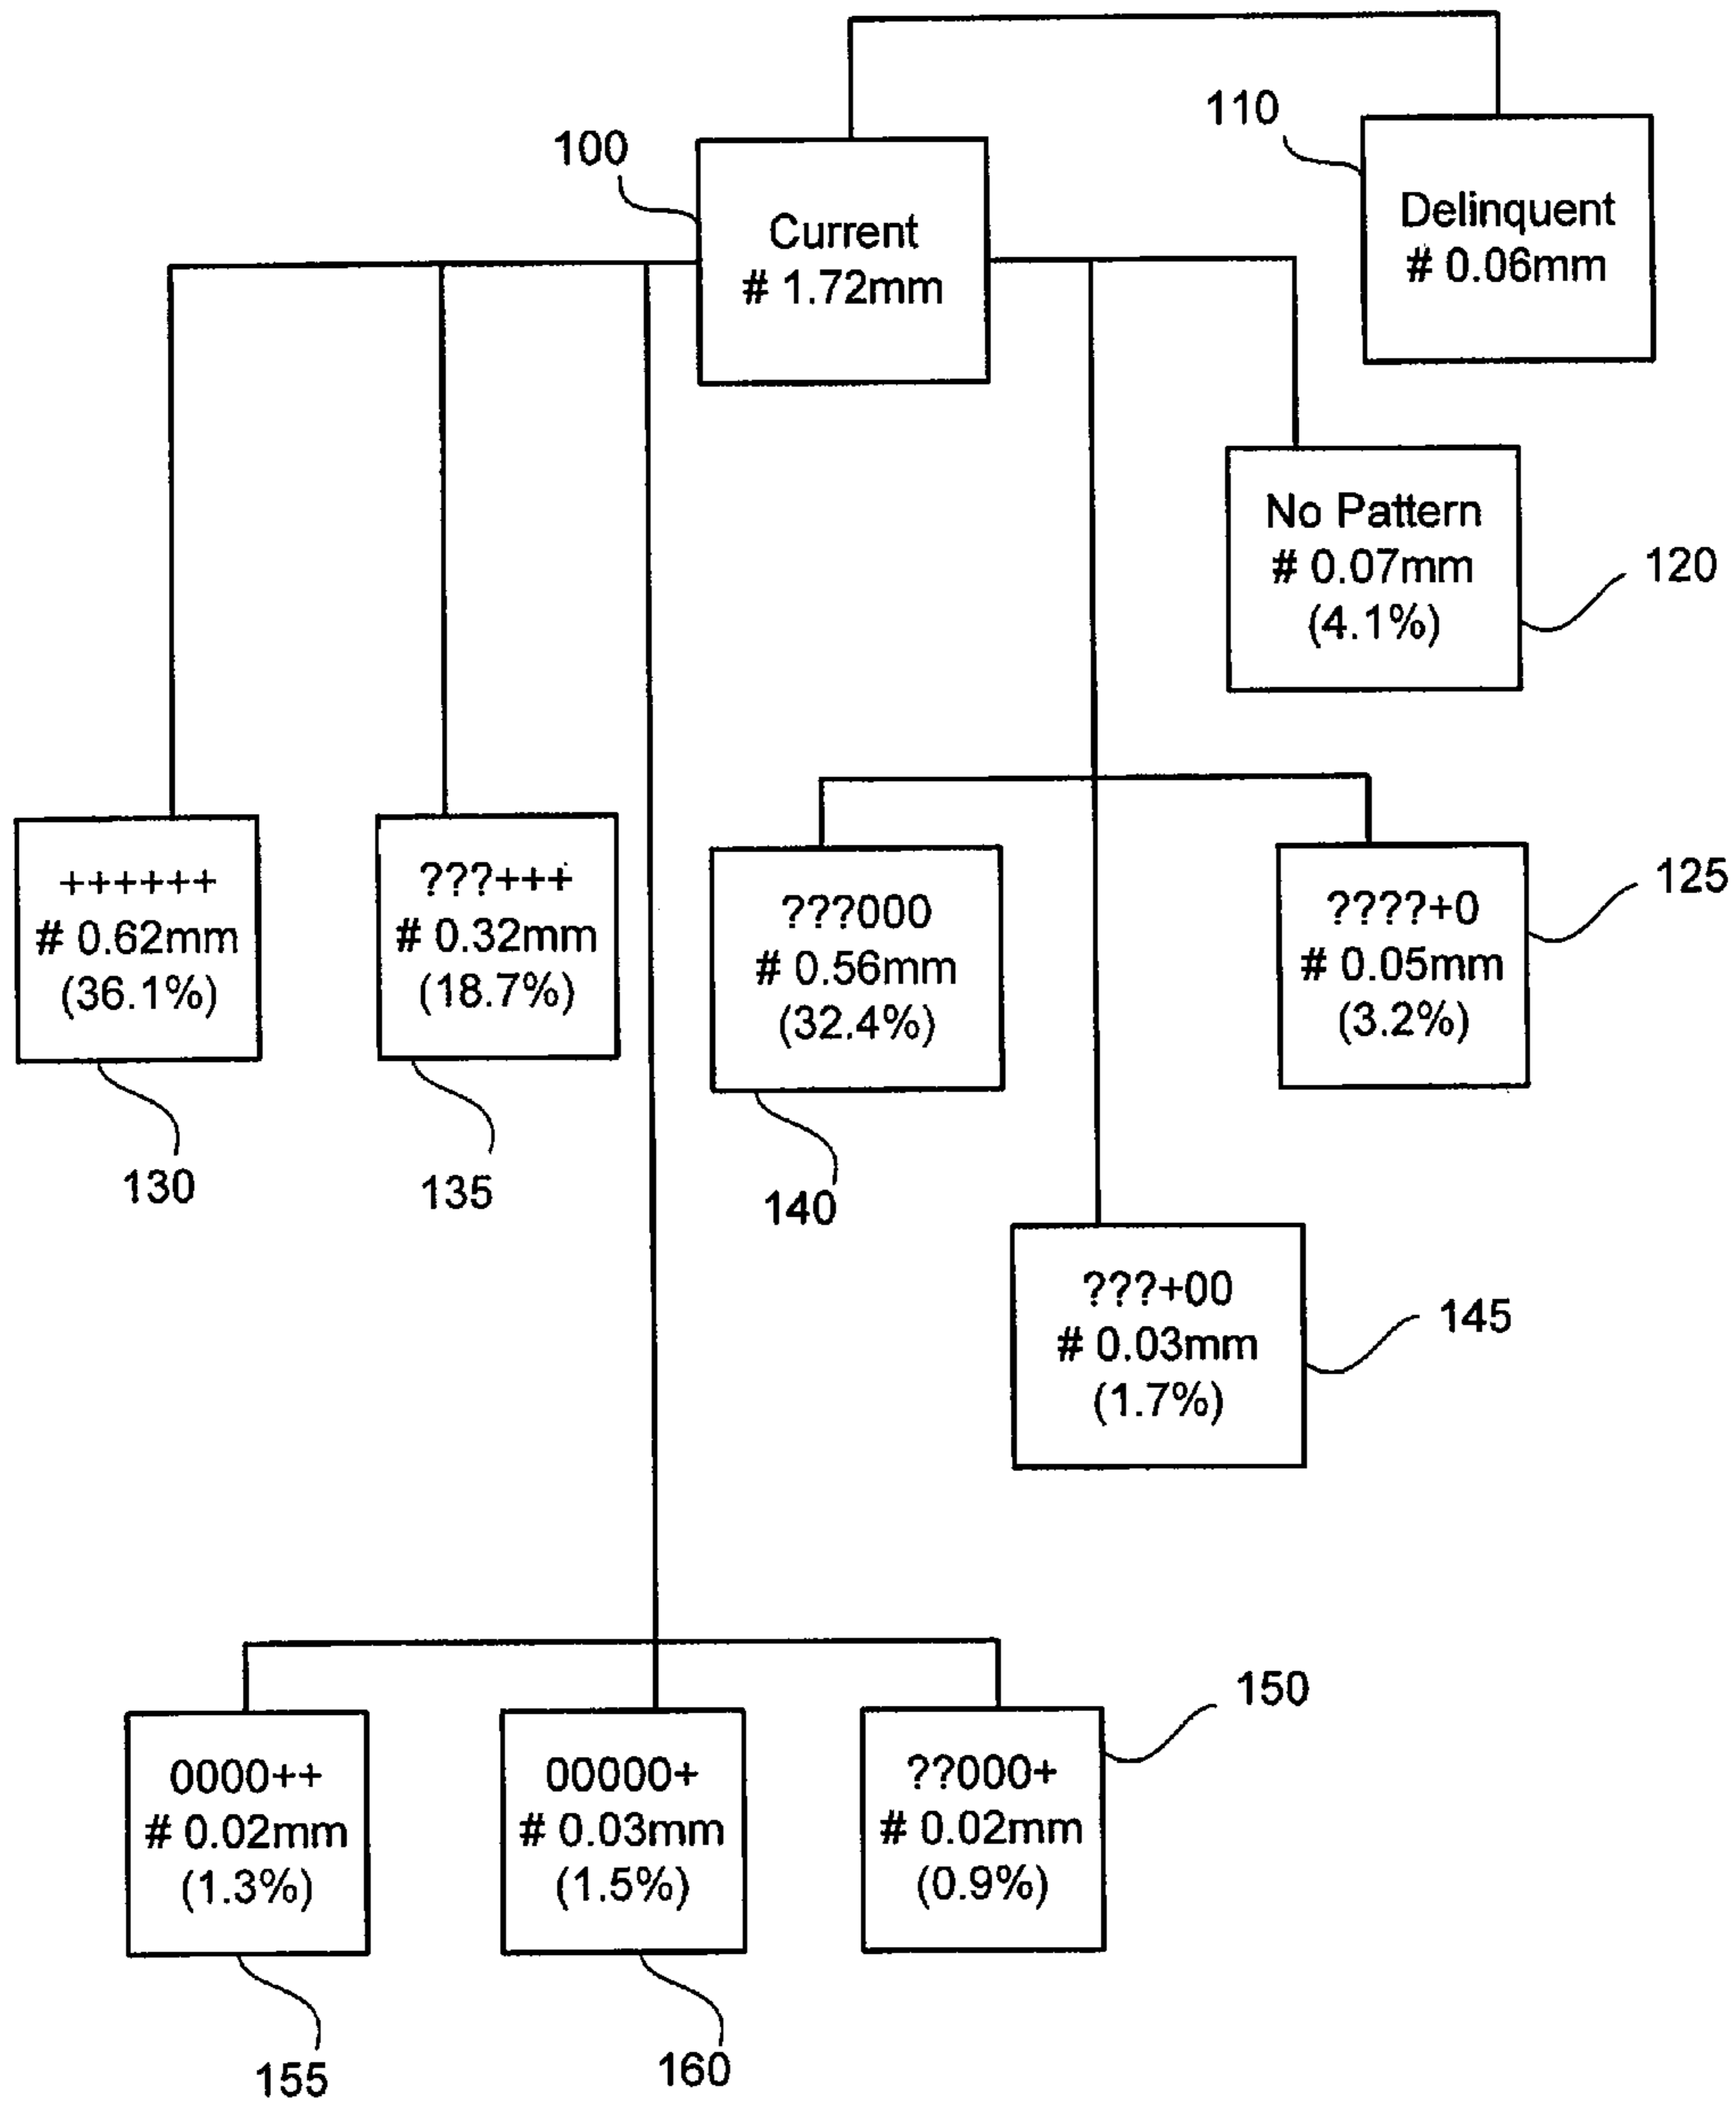 100
Current
# 1.72mm
110
Delinquent
# 0.06mm
No Pattern
# 0.07mm
(4.1%)
120
++++++
# 0.62mm
(36.1%)
130
???+++
# 0.32mm
(18.7%)
135
???000
# 0.56mm
(32.4%)
140
????+0
# 0.05mm
(3.2%)
125
???+00
# 0.03mm
(1.7%)
145
0000++
# 0.02mm
(1.3%)
155
00000+
# 0.03mm
(1.5%)
160
??000+
# 0.02mm
(0.9%)
150